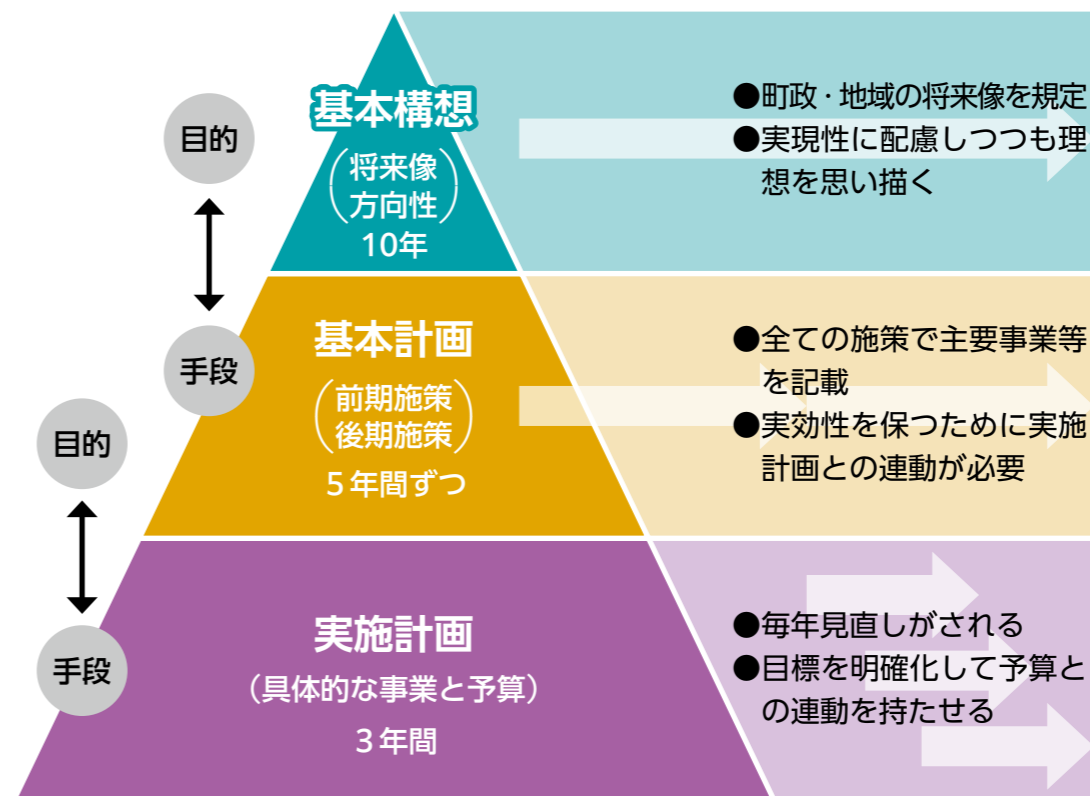 目的
手段
目的
手段
基本構想
（将来像
方向性）
10年
●町政・地域の将来像を規定
●実現性に配慮しつつも理
想を思い描く
基本計画
（前期施策
後期施策）
５年間ずつ
●全ての施策で主要事業等
を記載
●実効性を保つために実施
計画との連動が必要
実施計画
（具体的な事業と予算）
３年間
●毎年見直しがされる
●目標を明確化して予算と
の連動を持たせる